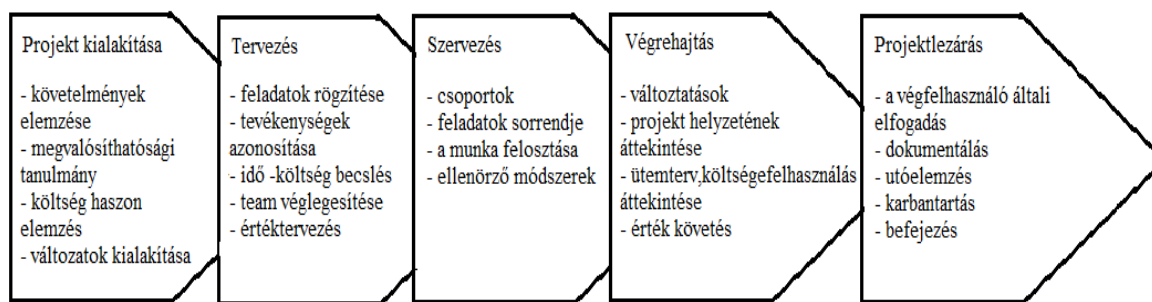 Projekt kialakítása
- követelmények
elemzése
- megvalósíthatósági
tanulmány
- költség haszon
elemzés
- változatok kialakítása
Tervezés
- feladatok rögzítése
- tevékenységek
azonosítása
- idő -költség becslés
- team véglegesítése
- értéktervezés
Szervezés
- csoportok
- feladatok sorrendje
- a munka felosztása
- ellenörző módszerek
Végrehajtás
- változtatások
- projekt helyzetének
áttekintése
- ütemterv,költségefelhasználás
áttekintése
- érték követés
Projektlezárás
- a végfelhasználó általi
elfogadás
- dokumentálás
- utóelemzés
- karbantartás
- befejezés